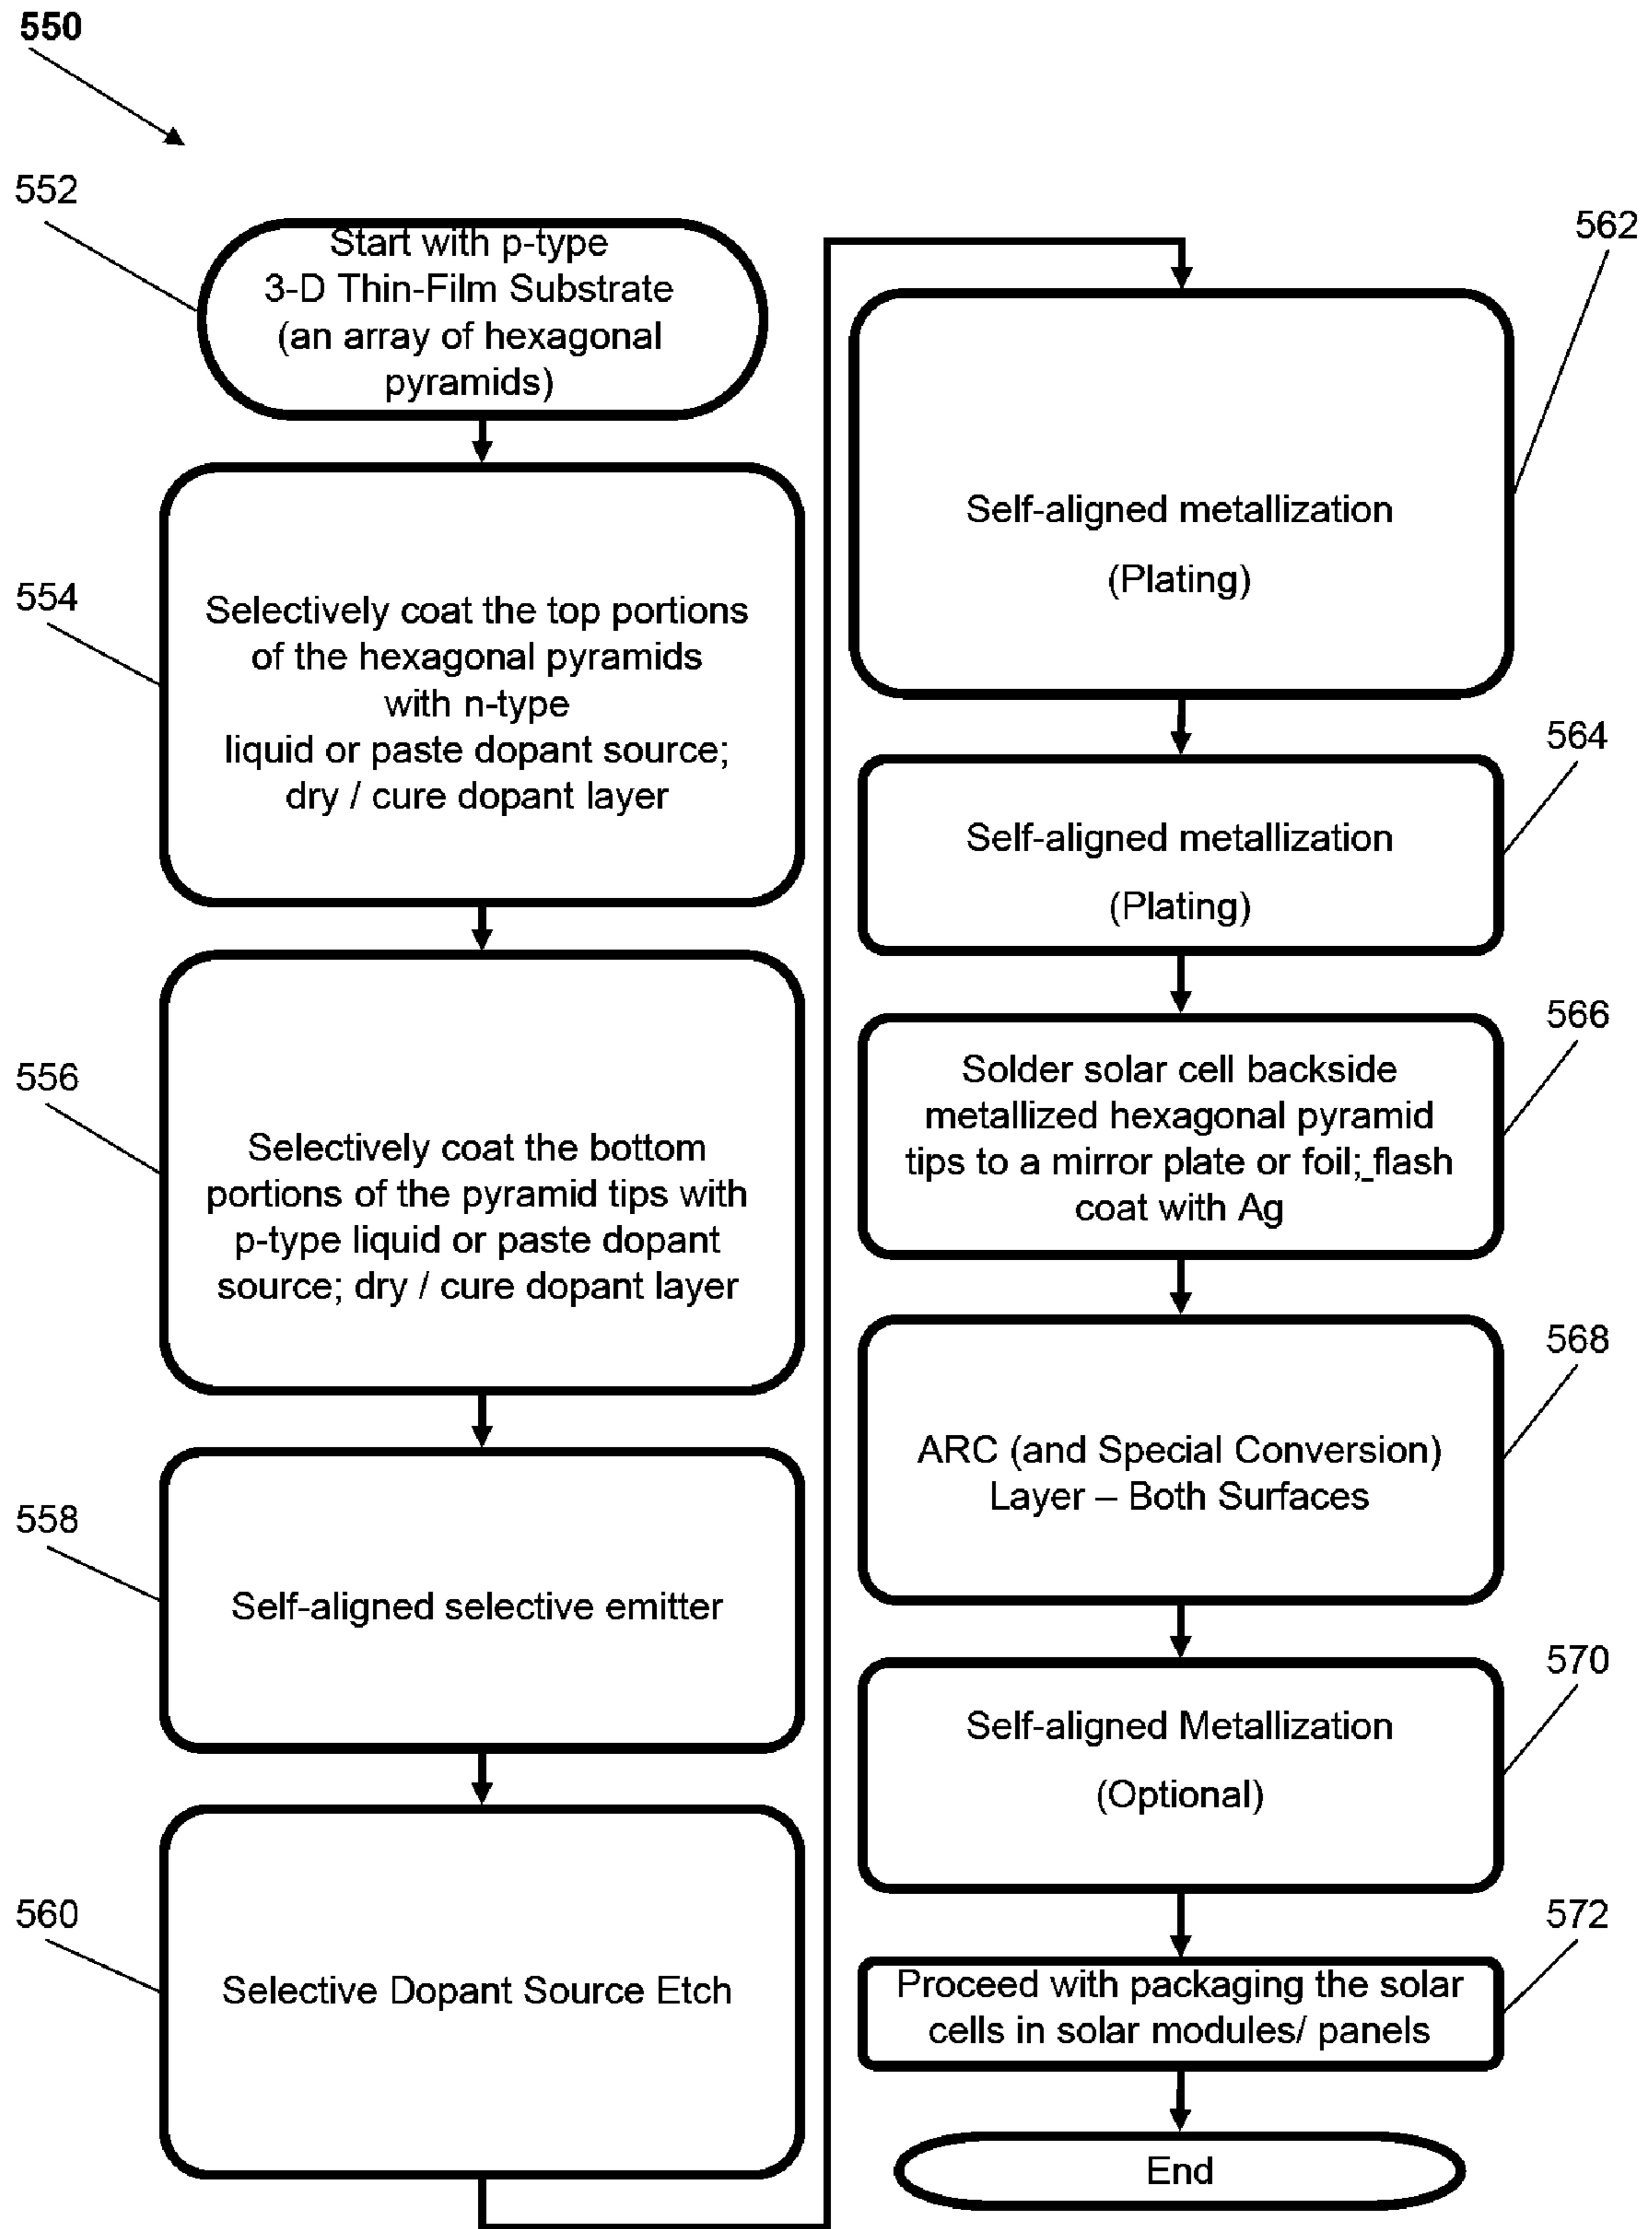 550
552
Start with p-type
3-D Thin-Film Substrate
(an array of hexagonal
pyramids)
554
Selectively coat the top portions
of the hexagonal pyramids
with n-type
liquid or paste dopant source;
dry / cure dopant layer
556
Selectively coat the bottom
portions of the pyramid tips with
p-type liquid or paste dopant
source; dry / cure dopant layer
558
Self-aligned selective emitter
560
Selective Dopant Source Etch
562
Self-aligned metallization
(Plating)
564
Self-aligned metallization
(Plating)
566
Solder solar cell backside
metallized hexagonal pyramid
tips to a mirror plate or foil; flash
coat with Ag
568
ARC (and Special Conversion)
Layer – Both Surfaces
570
Self-aligned Metallization
(Optional)
572
Proceed with packaging the solar
cells in solar modules/ panels
End